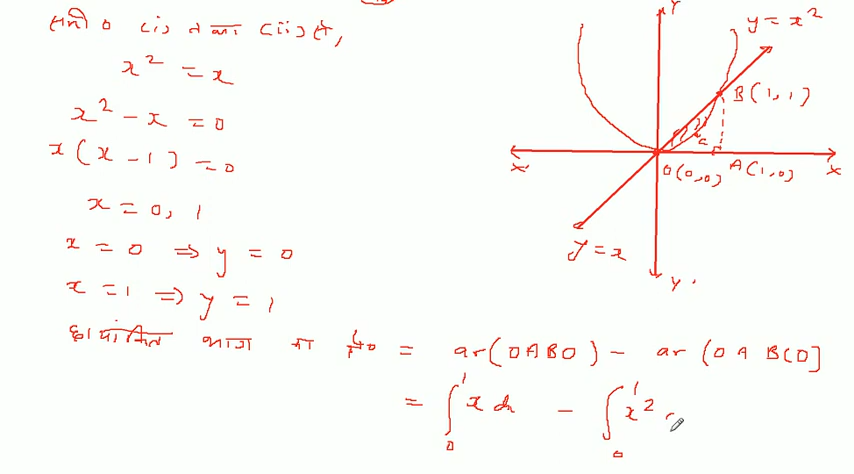 समी० (i) तथा (ii) से,
x² = x
x² - x = 0
x(x - 1) = 0
x = 0, 1
x = 0 ⇒ y = 0
x = 1 ⇒ y = 1
छायांकित भाग का क्षे० = ar(OABO) - ar(OABCO]
= ∫₀¹ x dx - ∫₀¹ x²
Y
y = x²
B(1,1)
C
X'
O(0,0)
A(1,0)
X
y = x
Y'